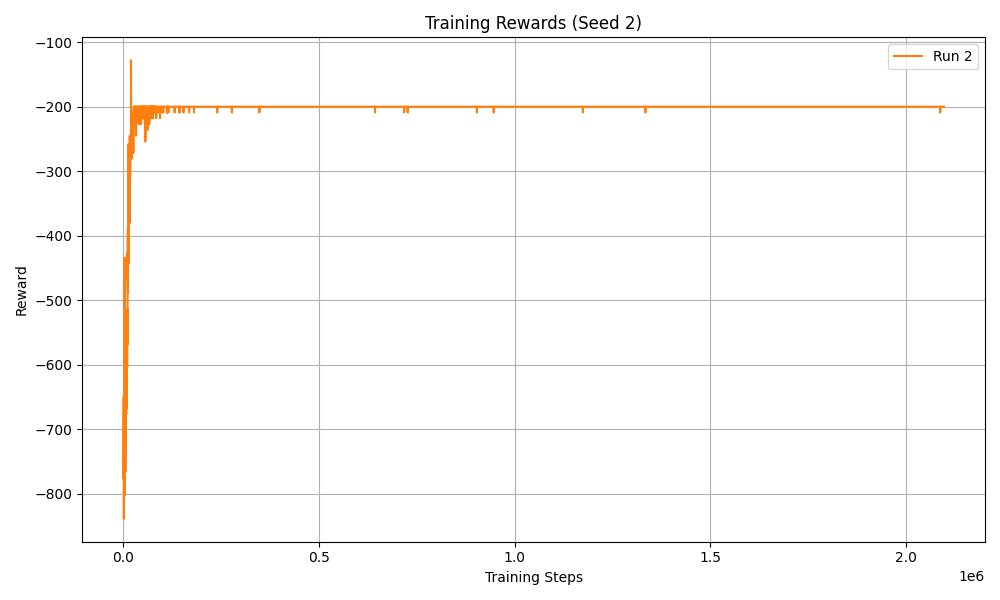 Training Rewards (Seed 2)
Run 2
Reward
−100
−200
−300
−400
−500
−600
−700
−800
0.0 0.5 1.0 1.5 2.0
1e6
Training Steps